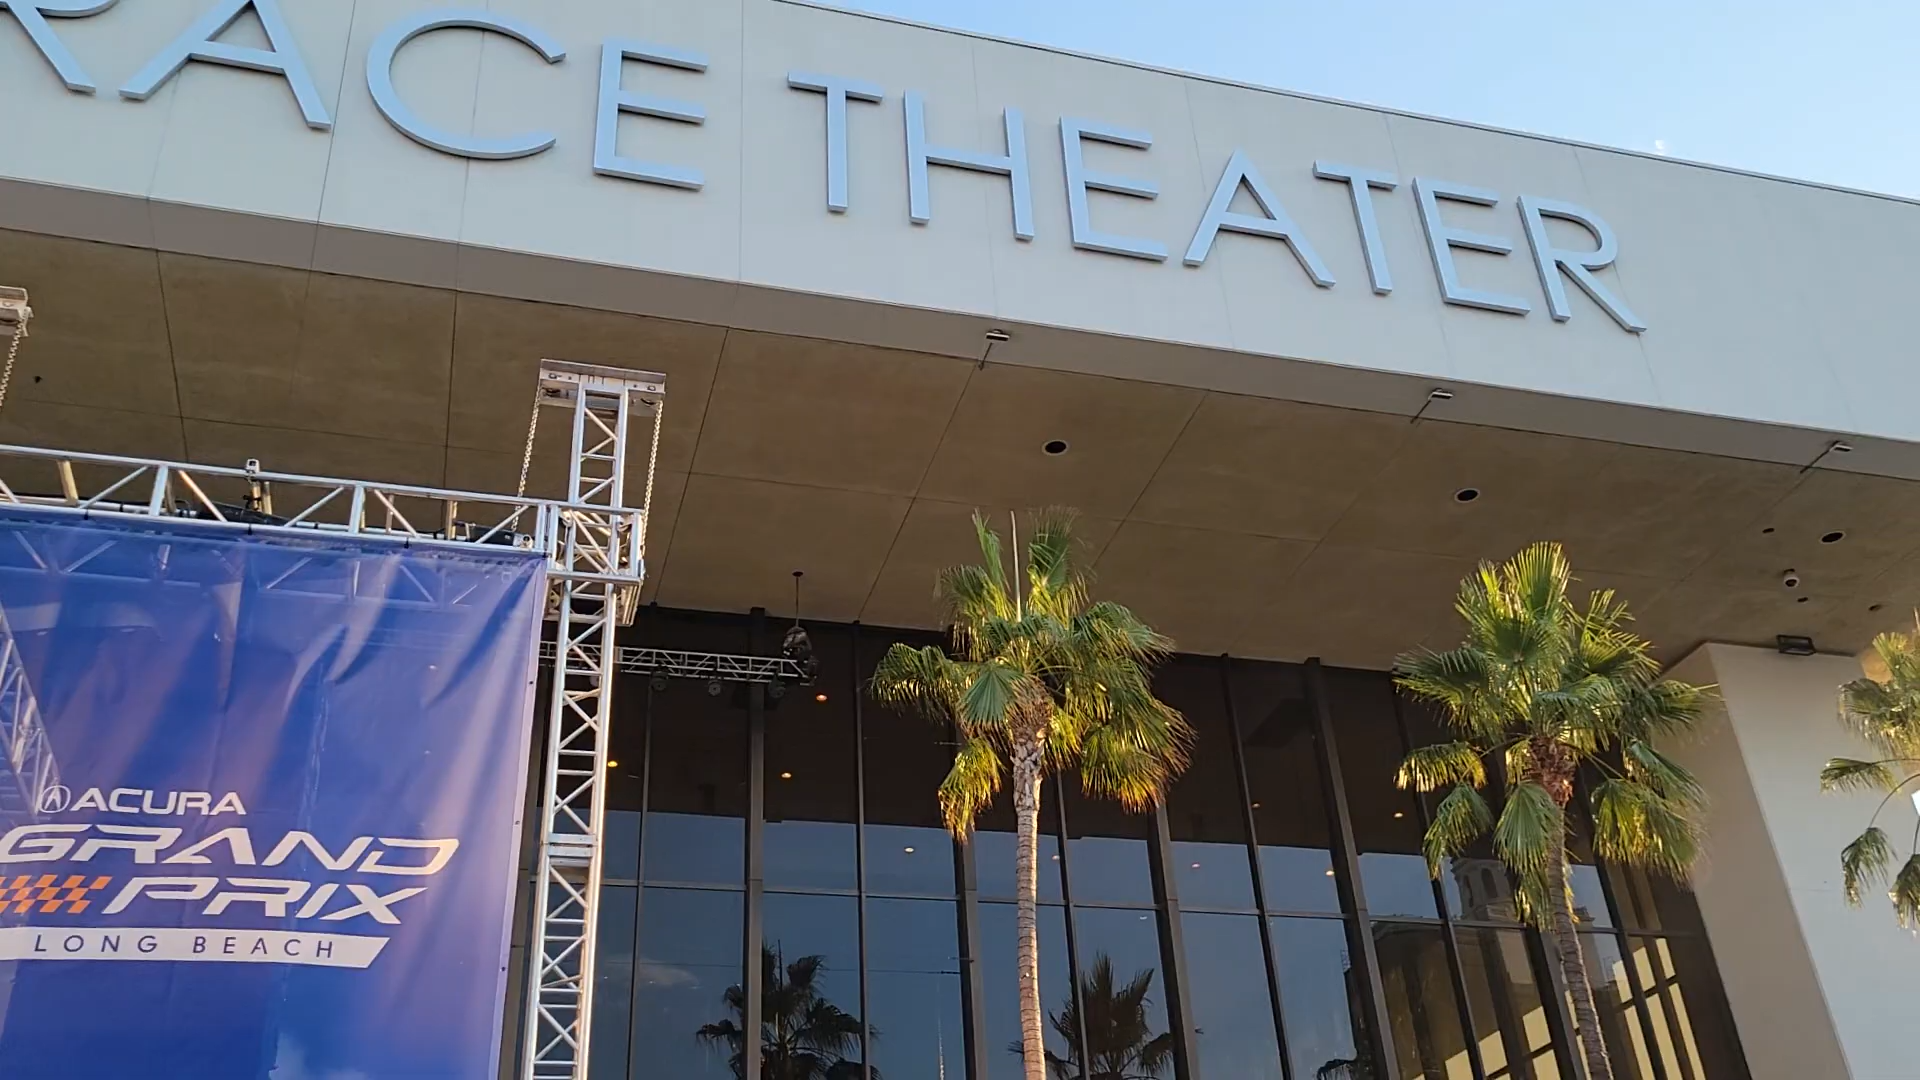 RACE THEATER
ACURA
GRAND
PRIX
LONG BEACH